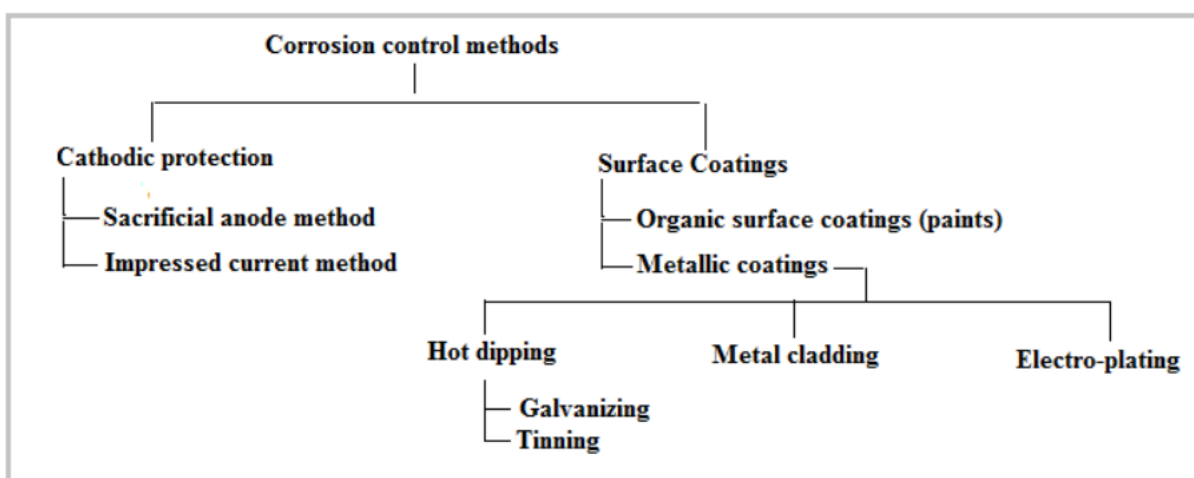 Corrosion control methods
Cathodic protection
Surface Coatings
Sacrificial anode method
Organic surface coatings (paints)
Impressed current method
Metallic coatings
Hot dipping
Metal cladding
Electro-plating
Galvanizing
Tinning